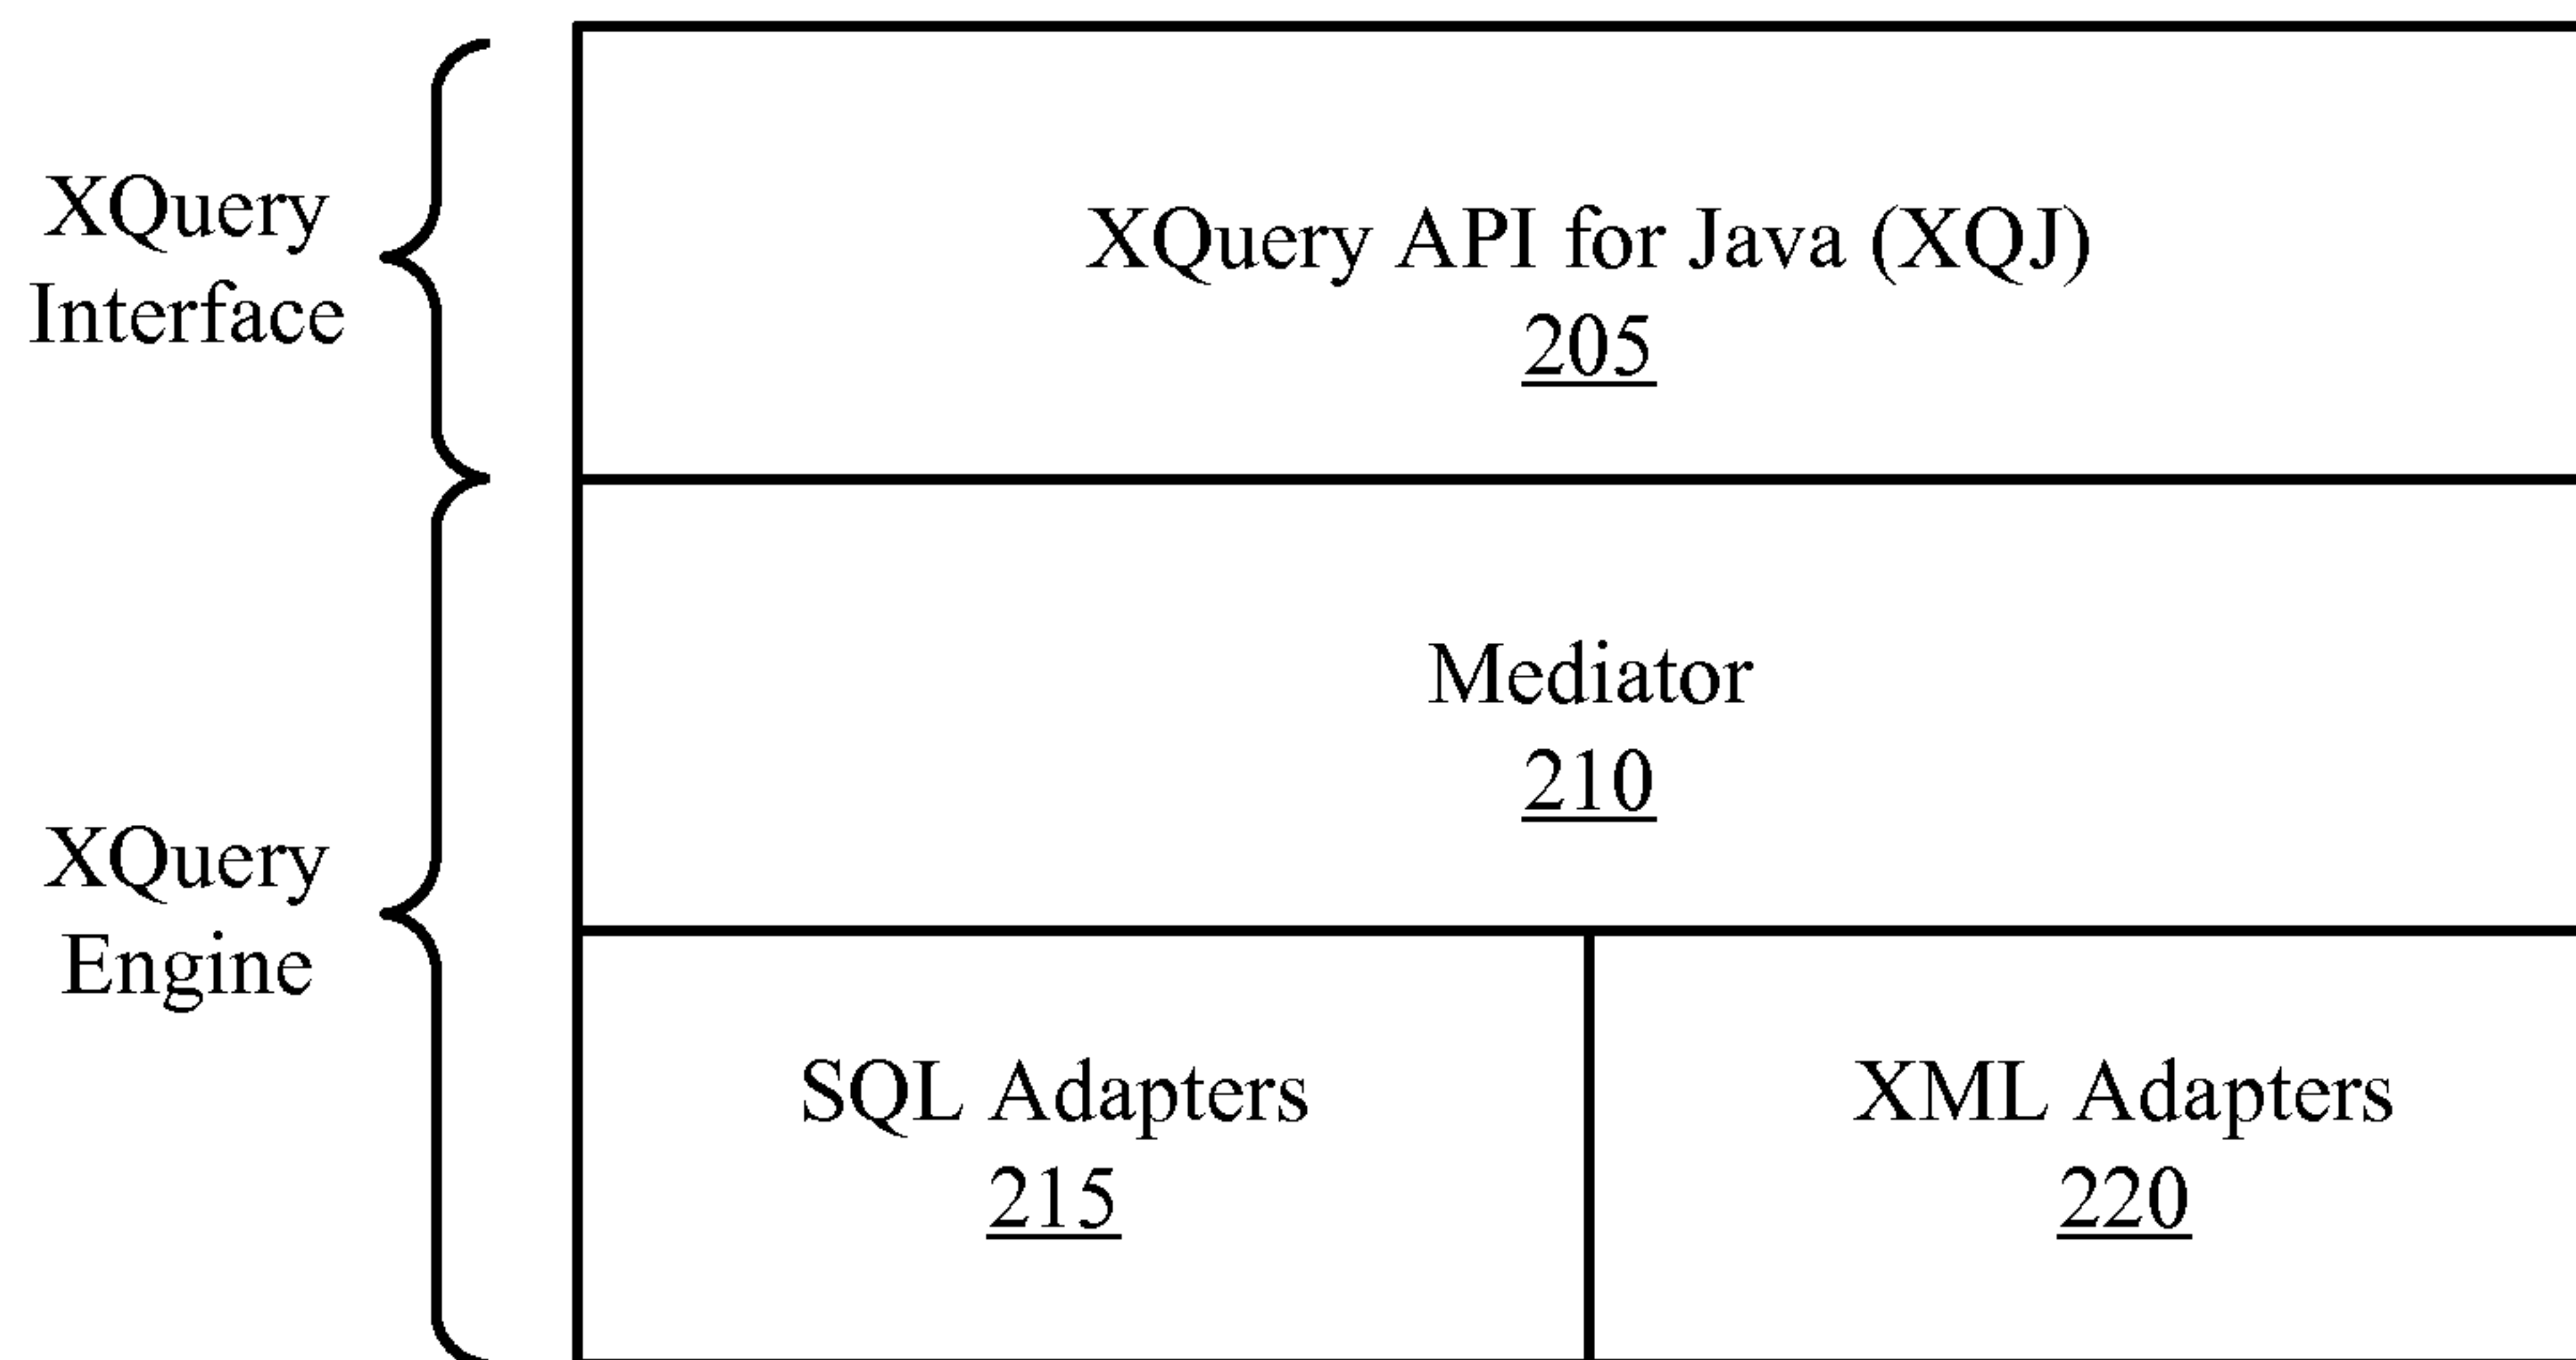 XQuery
Interface
XQuery API for Java (XQJ)
205
Mediator
210
XQuery
Engine
SQL Adapters
215
XML Adapters
220